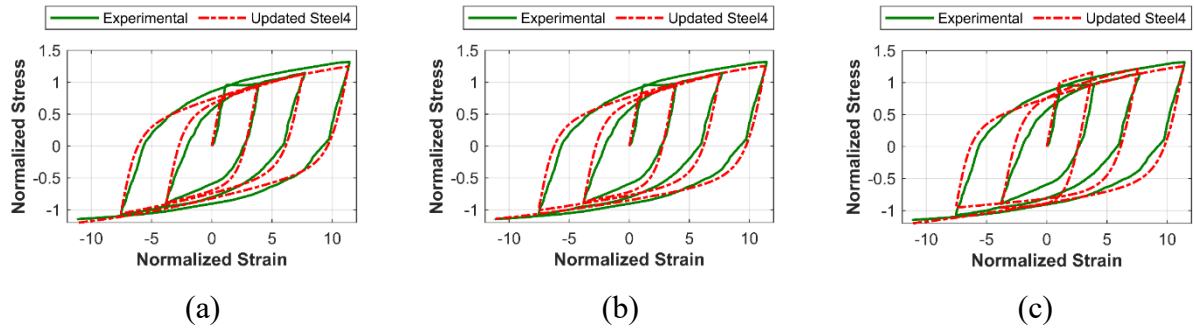 Experimental Updated Steel4
Normalized Stress
1.5
1
0.5
0
-0.5
-1
-10 -5 0 5 10
Normalized Strain
(a)
Experimental Updated Steel4
Normalized Stress
1.5
1
0.5
0
-0.5
-1
-10 -5 0 5 10
Normalized Strain
(b)
Experimental Updated Steel4
Normalized Stress
1.5
1
0.5
0
-0.5
-1
-10 -5 0 5 10
Normalized Strain
(c)